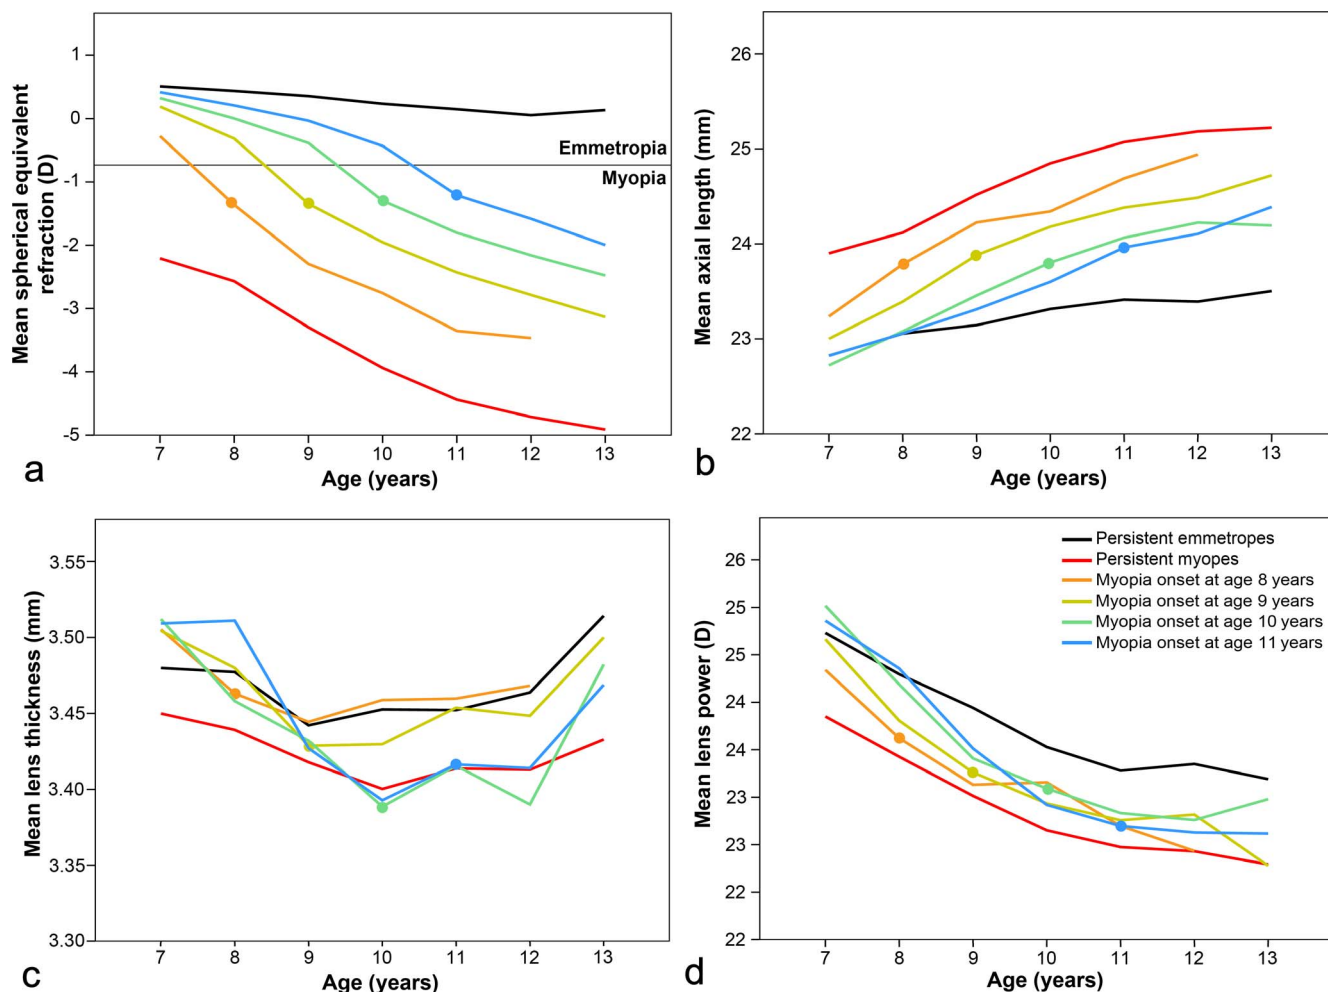 1
0
-1
-2
-3
-4
-5
Mean spherical equivalent
refraction (D)
Emmetropia
Myopia
7 8 9 10 11 12 13
Age (years)
a
26
25
24
23
22
Mean axial length (mm)
7 8 9 10 11 12 13
Age (years)
b
3.55
3.50
3.45
3.40
3.35
3.30
Mean lens thickness (mm)
7 8 9 10 11 12 13
Age (years)
c
26
25
25
24
24
23
23
22
22
Mean lens power (D)
Persistent emmetropes
Persistent myopes
Myopia onset at age 8 years
Myopia onset at age 9 years
Myopia onset at age 10 years
Myopia onset at age 11 years
7 8 9 10 11 12 13
Age (years)
d